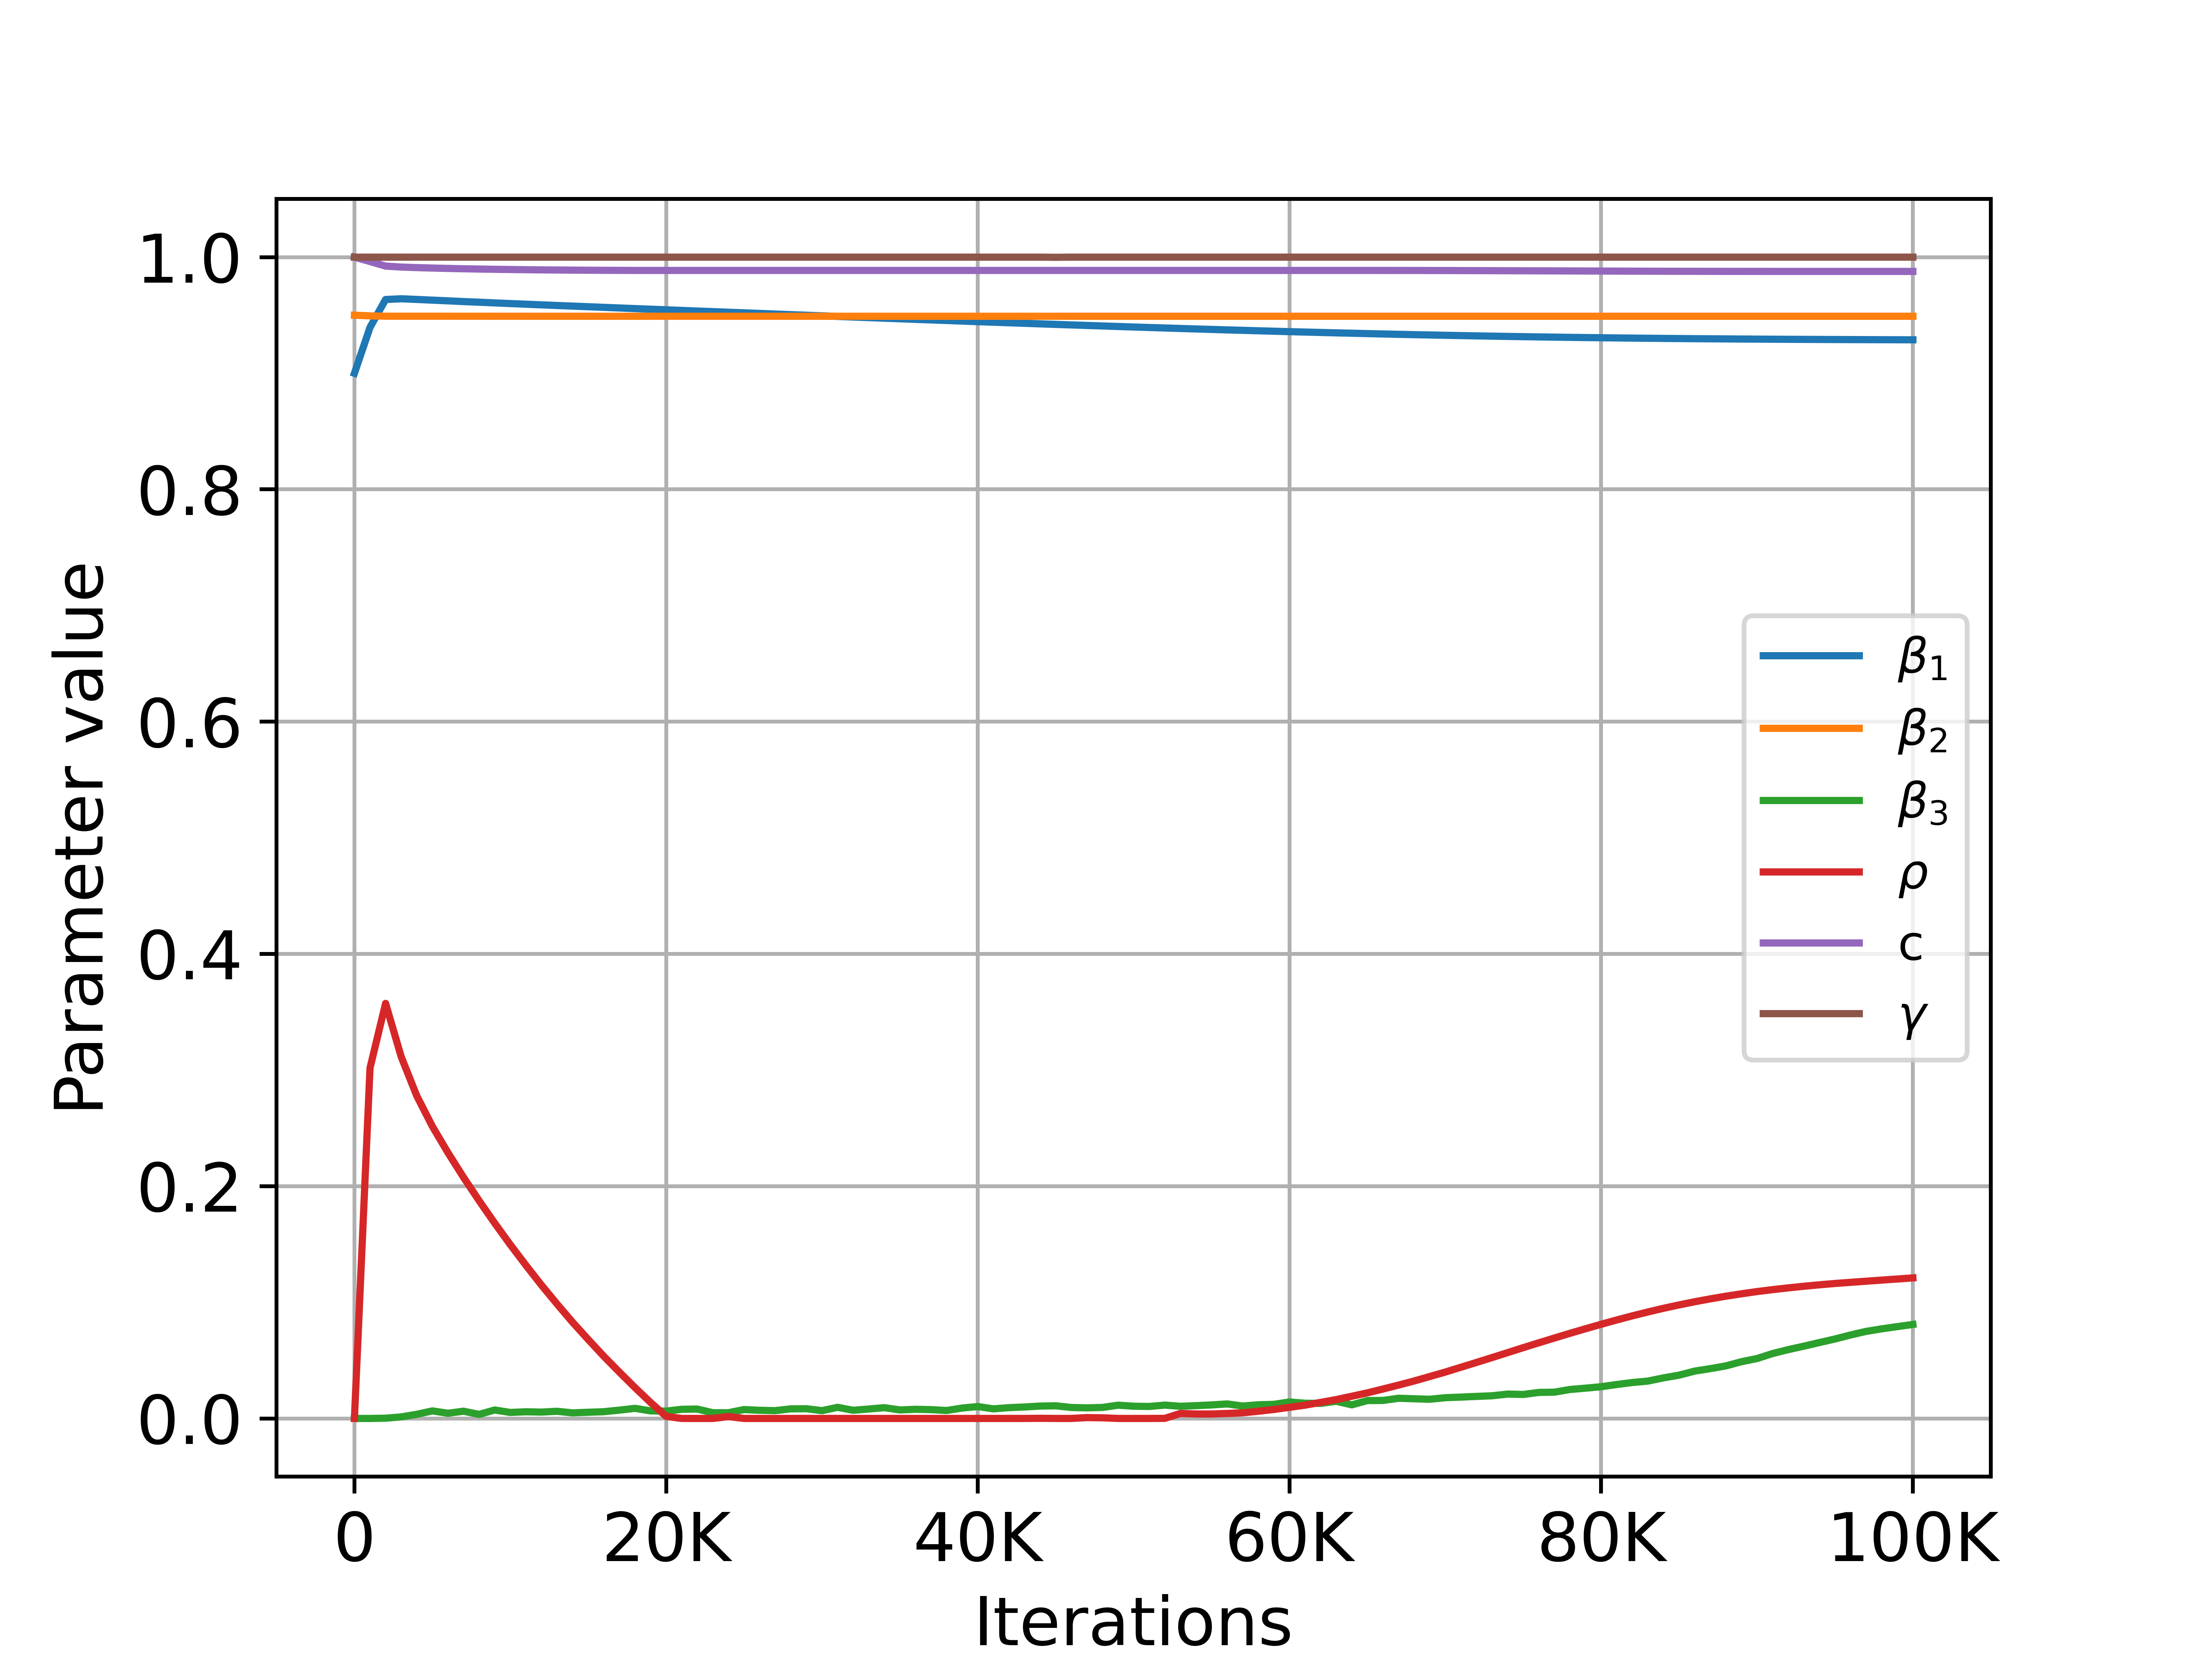 1.0
0.8
0.6
0.4
0.2
0.0
Parameter value
β₁
β₂
β₃
ρ
c
γ
0 20K 40K 60K 80K 100K
Iterations